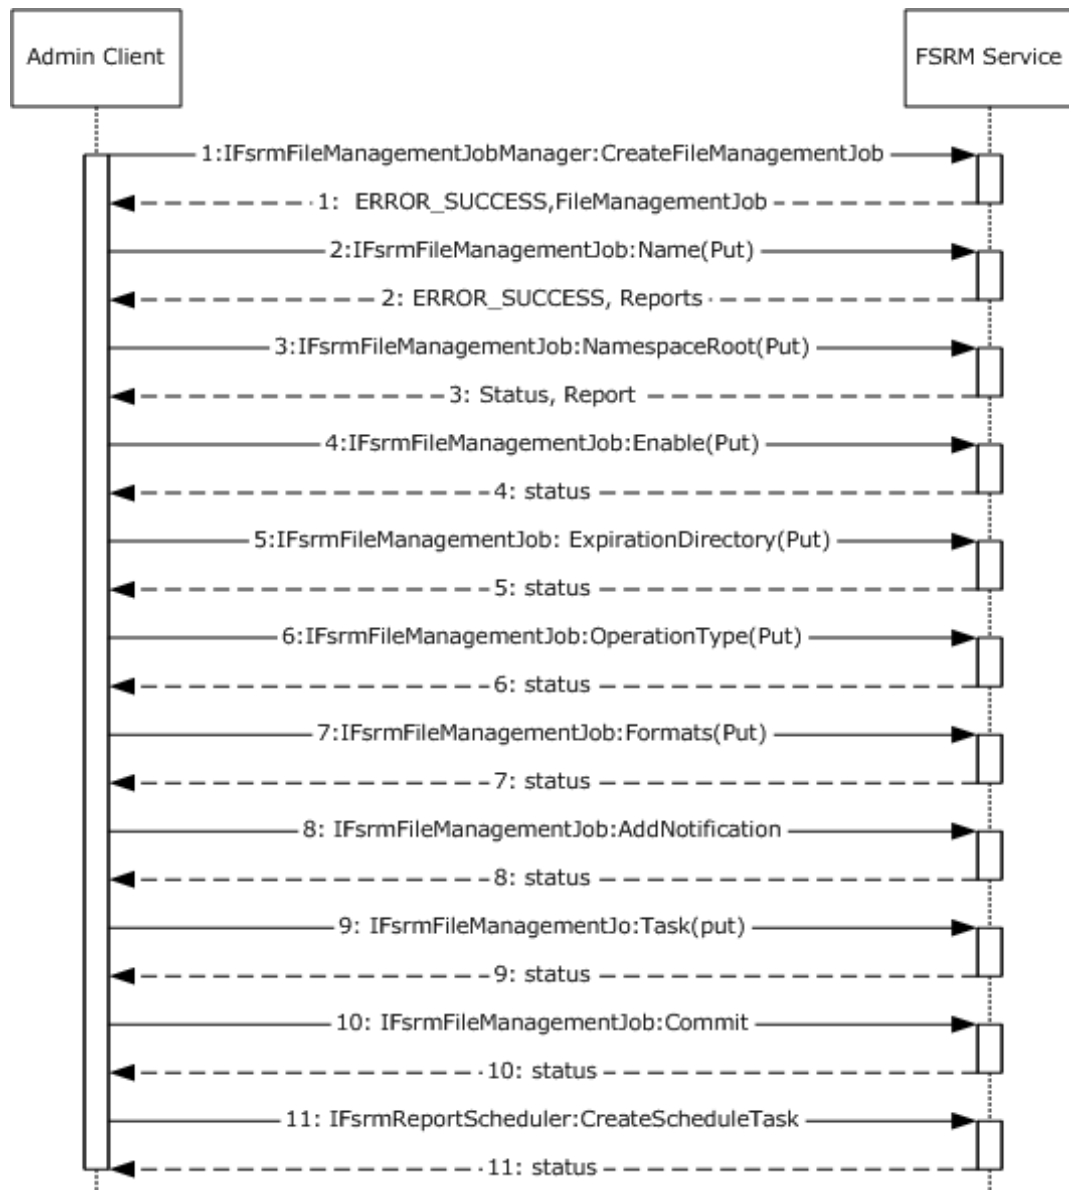 Admin Client
FSRM Service
1:IFsrmFileManagementJobManager:CreateFileManagementJob
1:  ERROR_SUCCESS,FileManagementJob
2:IFsrmFileManagementJob:Name(Put)
2: ERROR_SUCCESS, Reports
3:IFsrmFileManagementJob:NamespaceRoot(Put)
3: Status, Report
4:IFsrmFileManagementJob:Enable(Put)
4: status
5:IFsrmFileManagementJob: ExpirationDirectory(Put)
5: status
6:IFsrmFileManagementJob:OperationType(Put)
6: status
7:IFsrmFileManagementJob:Formats(Put)
7: status
8: IFsrmFileManagementJob:AddNotification
8: status
9: IFsrmFileManagementJo:Task(put)
9: status
10: IFsrmFileManagementJob:Commit
10: status
11: IFsrmReportScheduler:CreateScheduleTask
11: status